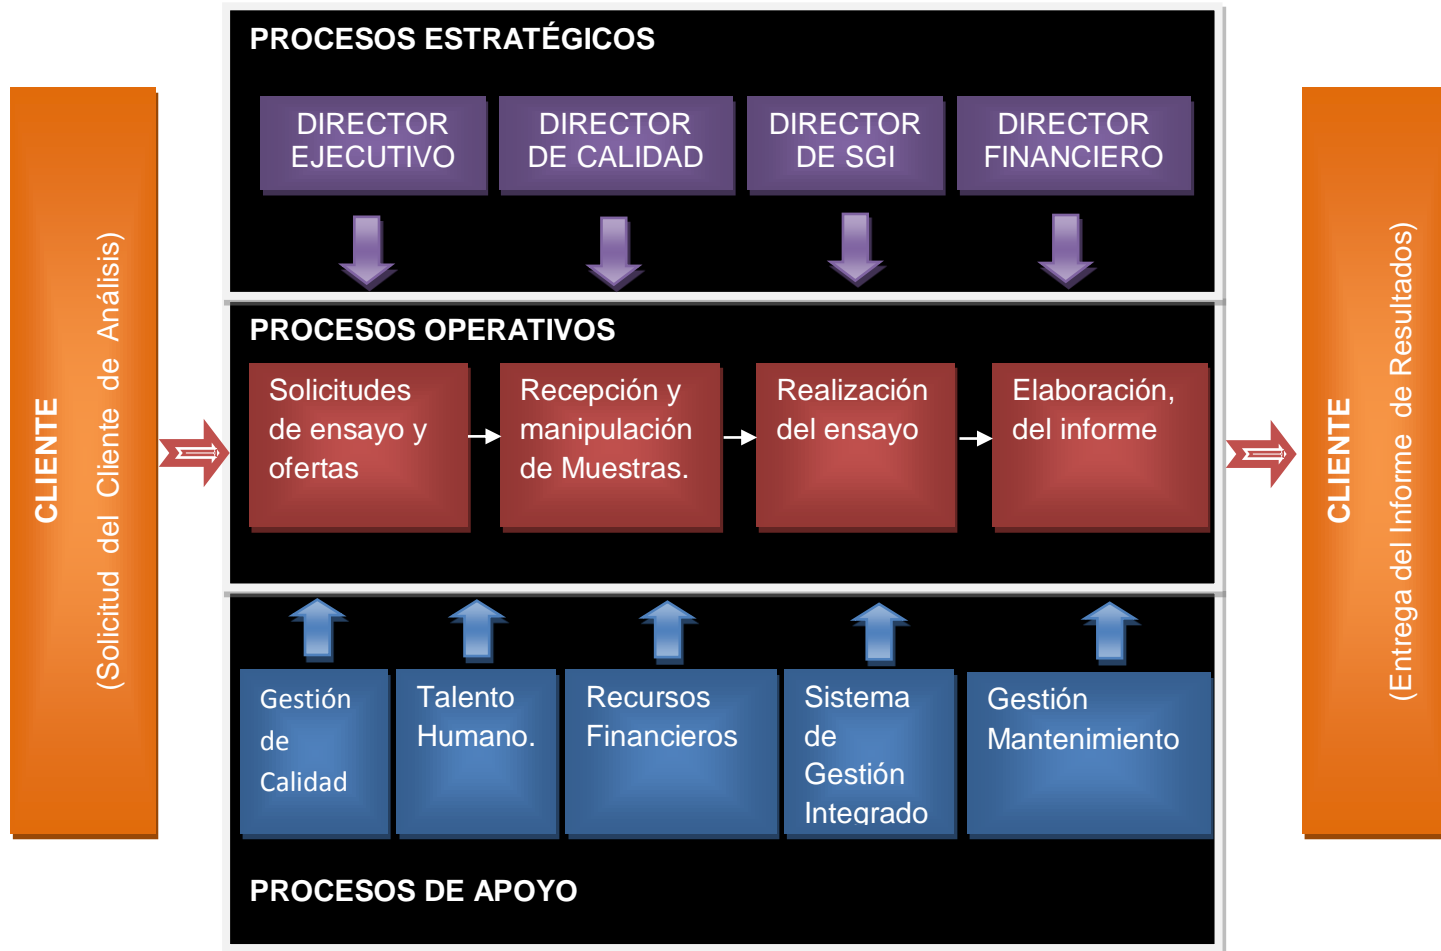 CLIENTE
(Solicitud del Cliente de Análisis)
PROCESOS ESTRATÉGICOS
DIRECTOR
EJECUTIVO
DIRECTOR
DE CALIDAD
DIRECTOR
DE SGI
DIRECTOR
FINANCIERO
PROCESOS OPERATIVOS
Solicitudes
de ensayo y
ofertas
Recepción y
manipulación
de Muestras.
Realización
del ensayo
Elaboración,
del informe
Gestión
de
Calidad
Talento
Humano.
Recursos
Financieros
Sistema
de
Gestión
Integrado
Gestión
Mantenimiento
PROCESOS DE APOYO
CLIENTE
(Entrega del Informe de Resultados)